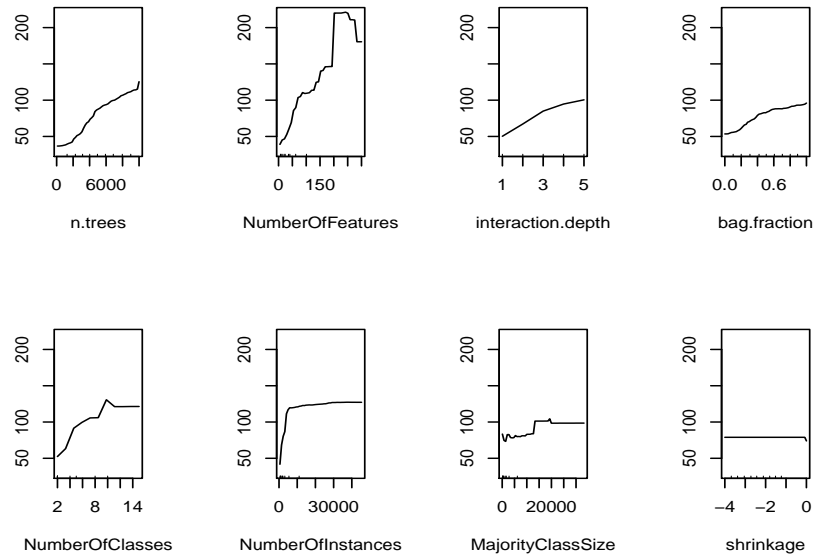 50 100 200
0 6000
n.trees
50 100 200
0 150
NumberOfFeatures
50 100 200
1 3 5
interaction.depth
50 100 200
0.0 0.6
bag.fraction
50 100 200
2 8 14
NumberOfClasses
50 100 200
0 30000
NumberOfInstances
50 100 200
0 20000
MajorityClassSize
50 100 200
−4 −2 0
shrinkage